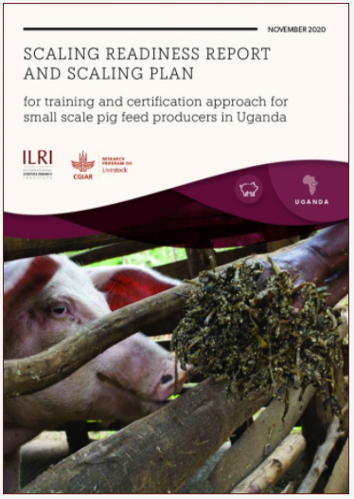 NOVEMBER 2020
SCALING READINESS REPORT
AND SCALING PLAN
for training and certification approach for
small scale pig feed producers in Uganda
ILRI
CGIAR
RESEARCH
PROGRAM ON
Livestock
UGANDA